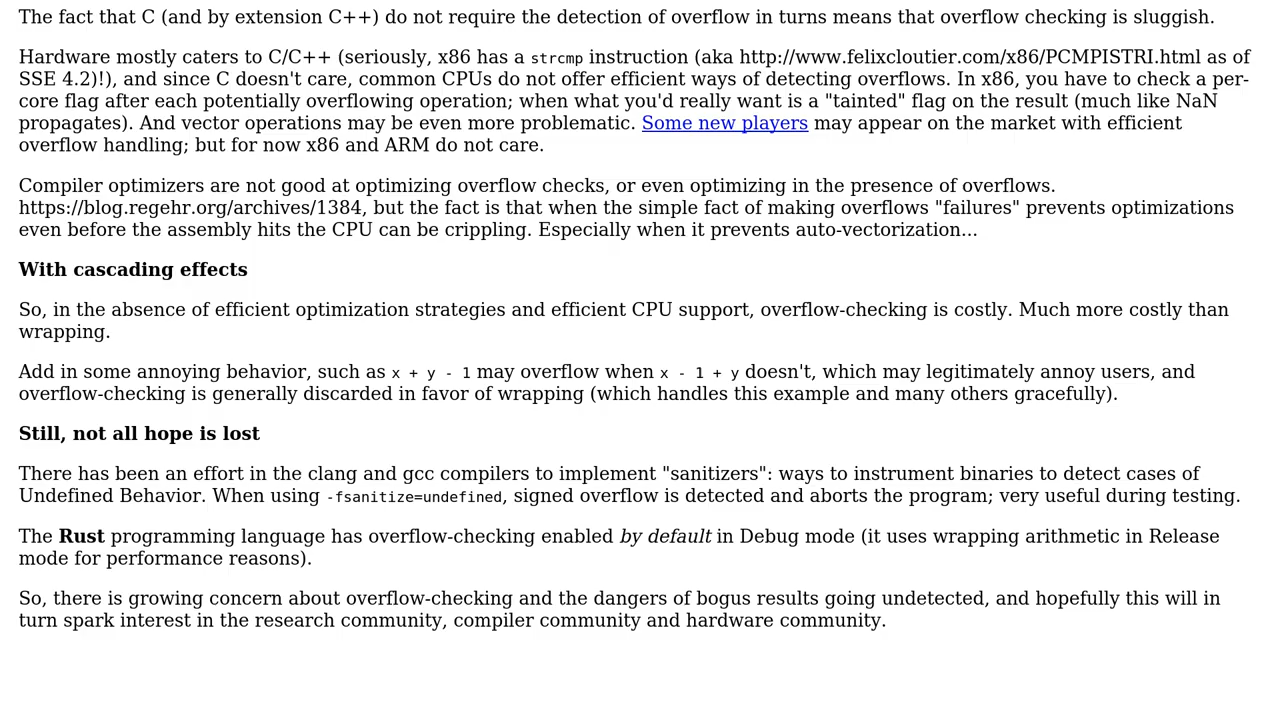 The fact that C (and by extension C++) do not require the detection of overflow in turns means that overflow checking is sluggish.
Hardware mostly caters to C/C++ (seriously, x86 has a strcmp instruction (aka http://www.felixcloutier.com/x86/PCMPISTRI.html as of
SSE 4.2)!), and since C doesn't care, common CPUs do not offer efficient ways of detecting overflows. In x86, you have to check a per-
core flag after each potentially overflowing operation; when what you'd really want is a "tainted" flag on the result (much like NaN
propagates). And vector operations may be even more problematic. Some new players may appear on the market with efficient
overflow handling; but for now x86 and ARM do not care.
Compiler optimizers are not good at optimizing overflow checks, or even optimizing in the presence of overflows.
https://blog.regehr.org/archives/1384, but the fact is that when the simple fact of making overflows "failures" prevents optimizations
even before the assembly hits the CPU can be crippling. Especially when it prevents auto-vectorization...
With cascading effects
So, in the absence of efficient optimization strategies and efficient CPU support, overflow-checking is costly. Much more costly than
wrapping.
Add in some annoying behavior, such as x + y - 1 may overflow when x - 1 + y doesn't, which may legitimately annoy users, and
overflow-checking is generally discarded in favor of wrapping (which handles this example and many others gracefully).
Still, not all hope is lost
There has been an effort in the clang and gcc compilers to implement "sanitizers": ways to instrument binaries to detect cases of
Undefined Behavior. When using -fsanitize=undefined, signed overflow is detected and aborts the program; very useful during testing.
The Rust programming language has overflow-checking enabled by default in Debug mode (it uses wrapping arithmetic in Release
mode for performance reasons).
So, there is growing concern about overflow-checking and the dangers of bogus results going undetected, and hopefully this will in
turn spark interest in the research community, compiler community and hardware community.